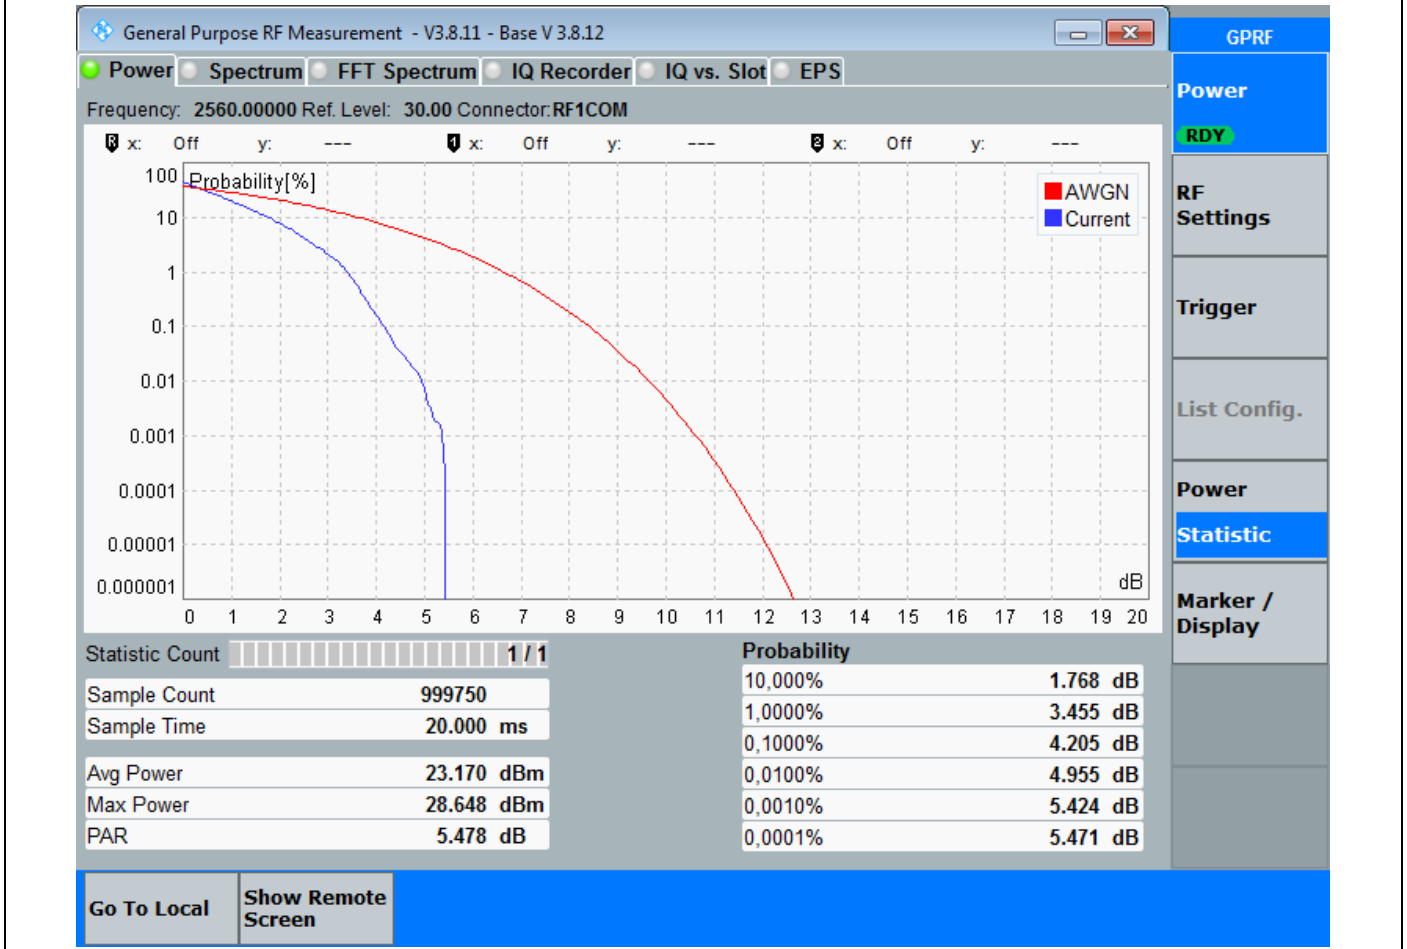 General Purpose RF Measurement - V3.8.11 - Base V 3.8.12
GPRF
Power Spectrum FFT Spectrum IQ Recorder IQ vs. Slot EPS
Frequency: 2560.00000 Ref. Level: 30.00 Connector: RF1COM
R x: Off y: --- 1 x: Off y: --- 2 x: Off y: ---
Probability[%]
AWGN
Current
100
10
1
0.1
0.01
0.001
0.0001
0.00001
0.000001
dB
0 1 2 3 4 5 6 7 8 9 10 11 12 13 14 15 16 17 18 19 20
Statistic Count 1 / 1
Sample Count 999750
Sample Time 20.000 ms
Avg Power 23.170 dBm
Max Power 28.648 dBm
PAR 5.478 dB
Probability
10,000% 1.768 dB
1,0000% 3.455 dB
0,1000% 4.205 dB
0,0100% 4.955 dB
0,0010% 5.424 dB
0,0001% 5.471 dB
Power
RDY
RF
Settings
Trigger
List Config.
Power
Statistic
Marker /
Display
Go To Local
Show Remote
Screen